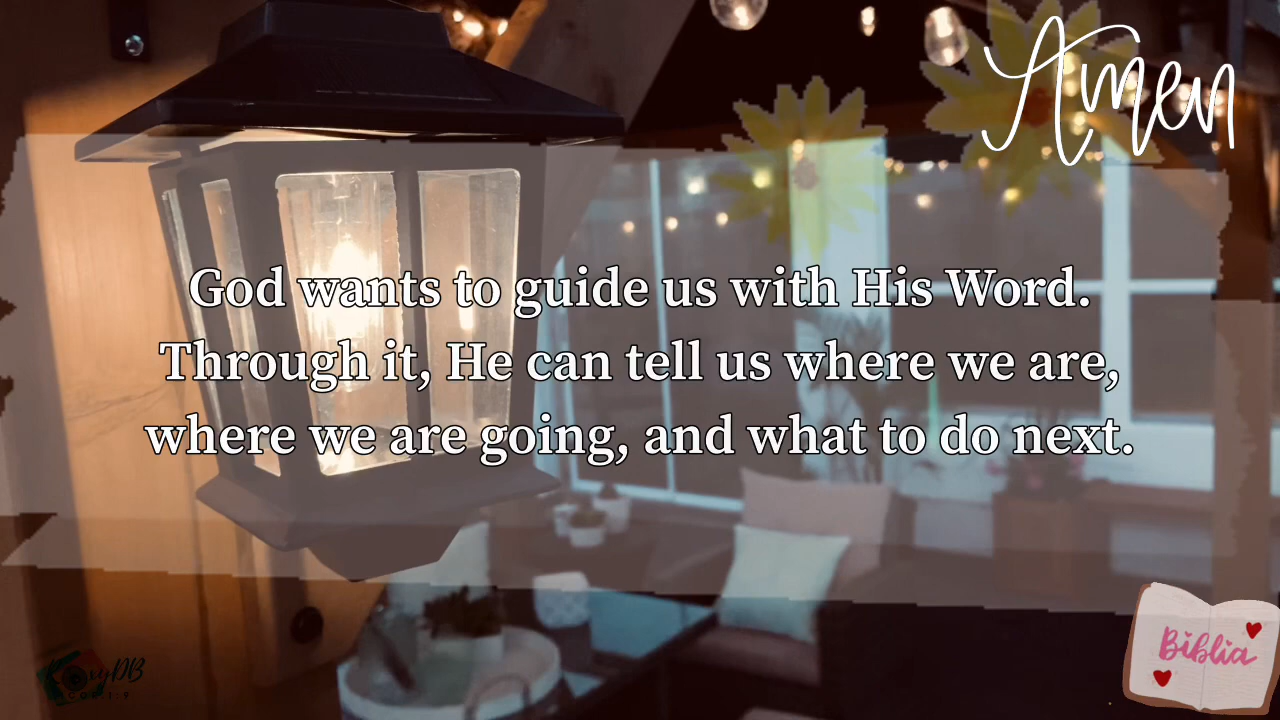 Amen
God wants to guide us with His Word.
Through it, He can tell us where we are,
where we are going, and what to do next.
Biblia